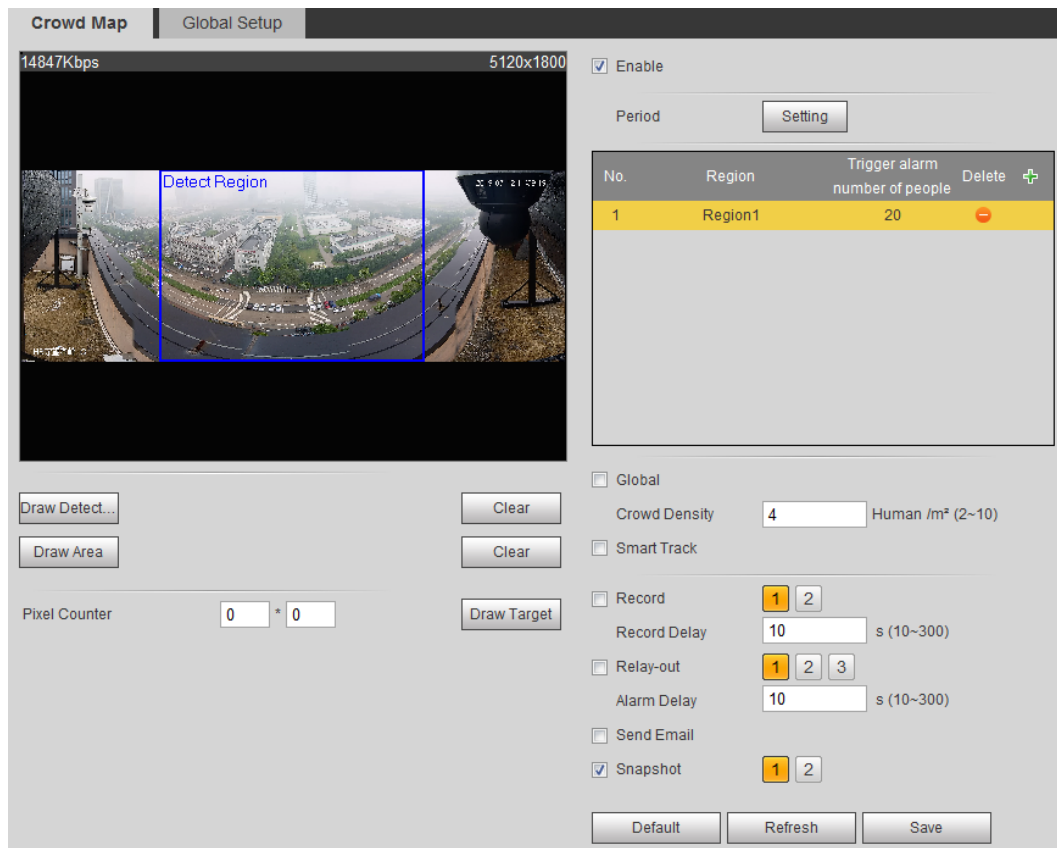 Crowd Map
Global Setup
14847Kbps
5120x1800
Detect Region
Draw Detect...
Clear
Draw Area
Clear
Pixel Counter
0 * 0
Draw Target
Enable
Period
Setting
No.
Region
Trigger alarm
number of people
Delete
1 Region1 20
Global
Crowd Density 4 Human /m² (2~10)
Smart Track
Record 1 2
Record Delay 10 s (10~300)
Relay-out 1 2 3
Alarm Delay 10 s (10~300)
Send Email
Snapshot 1 2
Default
Refresh
Save